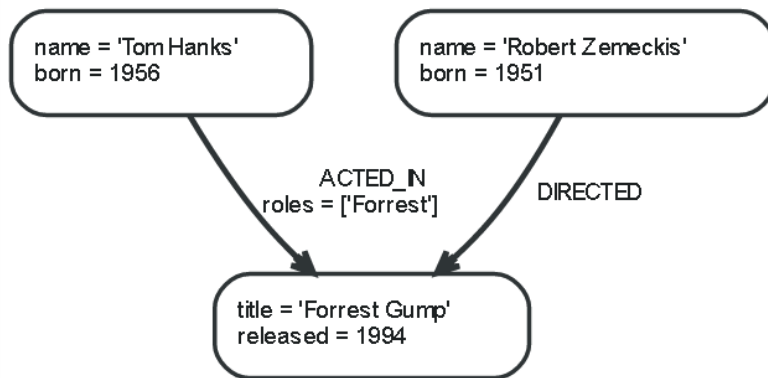 name = 'Tom Hanks'
born = 1956
name = 'Robert Zemeckis'
born = 1951
ACTED_IN
roles = ['Forrest']
DIRECTED
title = 'Forrest Gump'
released = 1994